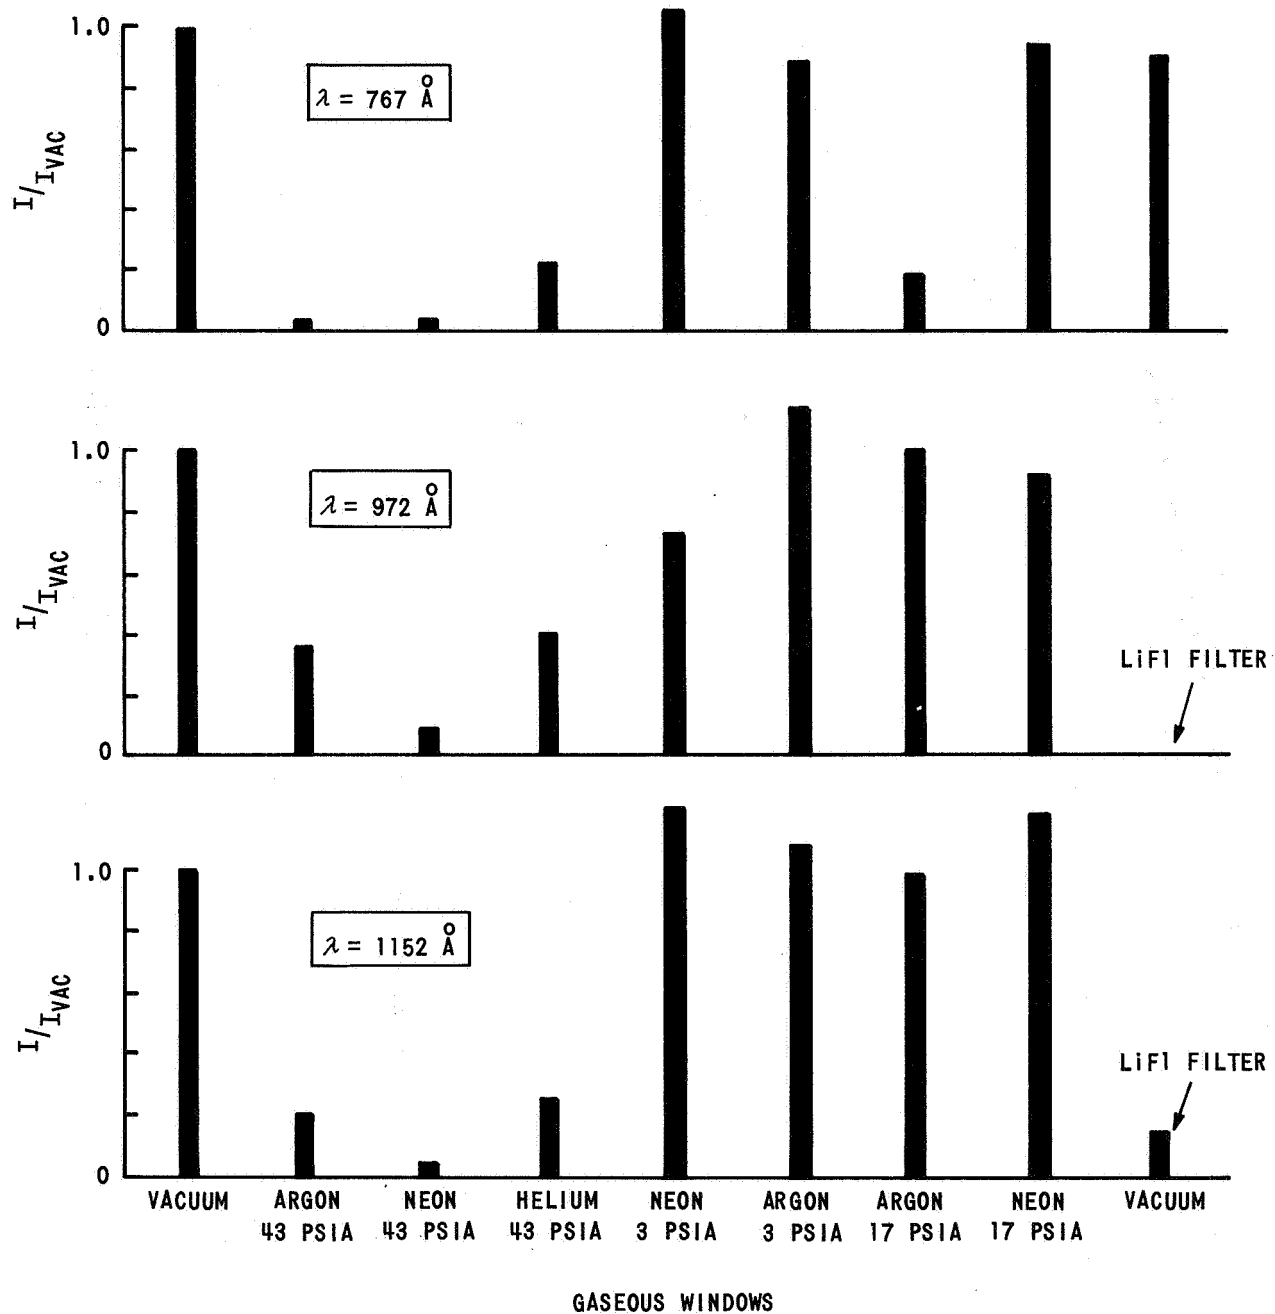 1.0
λ = 767 Å
I/IVAC
0
1.0
λ = 972 Å
I/IVAC
LiFl FILTER
0
1.0
λ = 1152 Å
I/IVAC
LiFl FILTER
0
VACUUM ARGON NEON HELIUM NEON ARGON ARGON NEON VACUUM
43 PSIA 43 PSIA 43 PSIA 3 PSIA 3 PSIA 17 PSIA 17 PSIA
GASEOUS WINDOWS